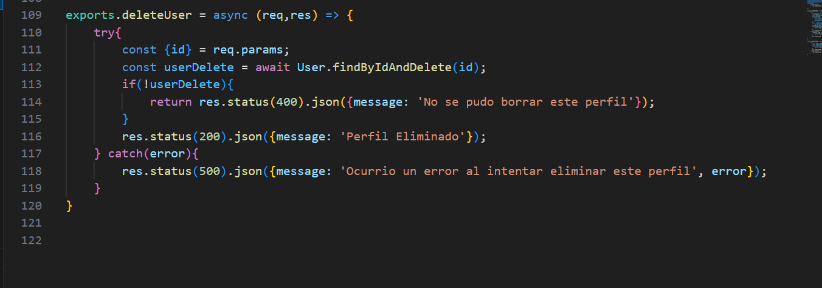 109 exports.deleteUser = async (req,res) => {
110     try{
111         const {id} = req.params;
112         const userDelete = await User.findByIdAndDelete(id);
113         if(!userDelete){
114             return res.status(400).json({message: 'No se pudo borrar este perfil'});
115         }
116         res.status(200).json({message: 'Perfil Eliminado'});
117     } catch(error){
118         res.status(500).json({message: 'Ocurrio un error al intentar eliminar este perfil', error});
119     }
120 }
121
122